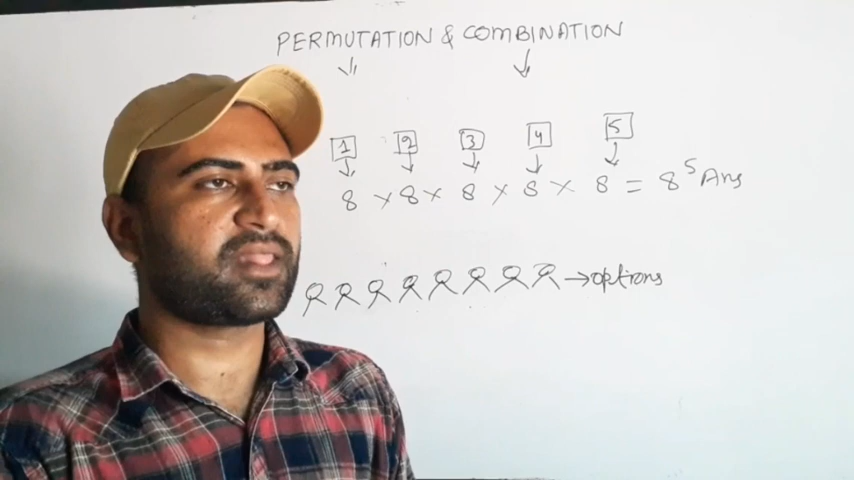 PERMUTATION & COMBINATION
1 2 3 4 5
8 × 8 × 8 × 8 × 8 = 8⁵ Ans
→ options